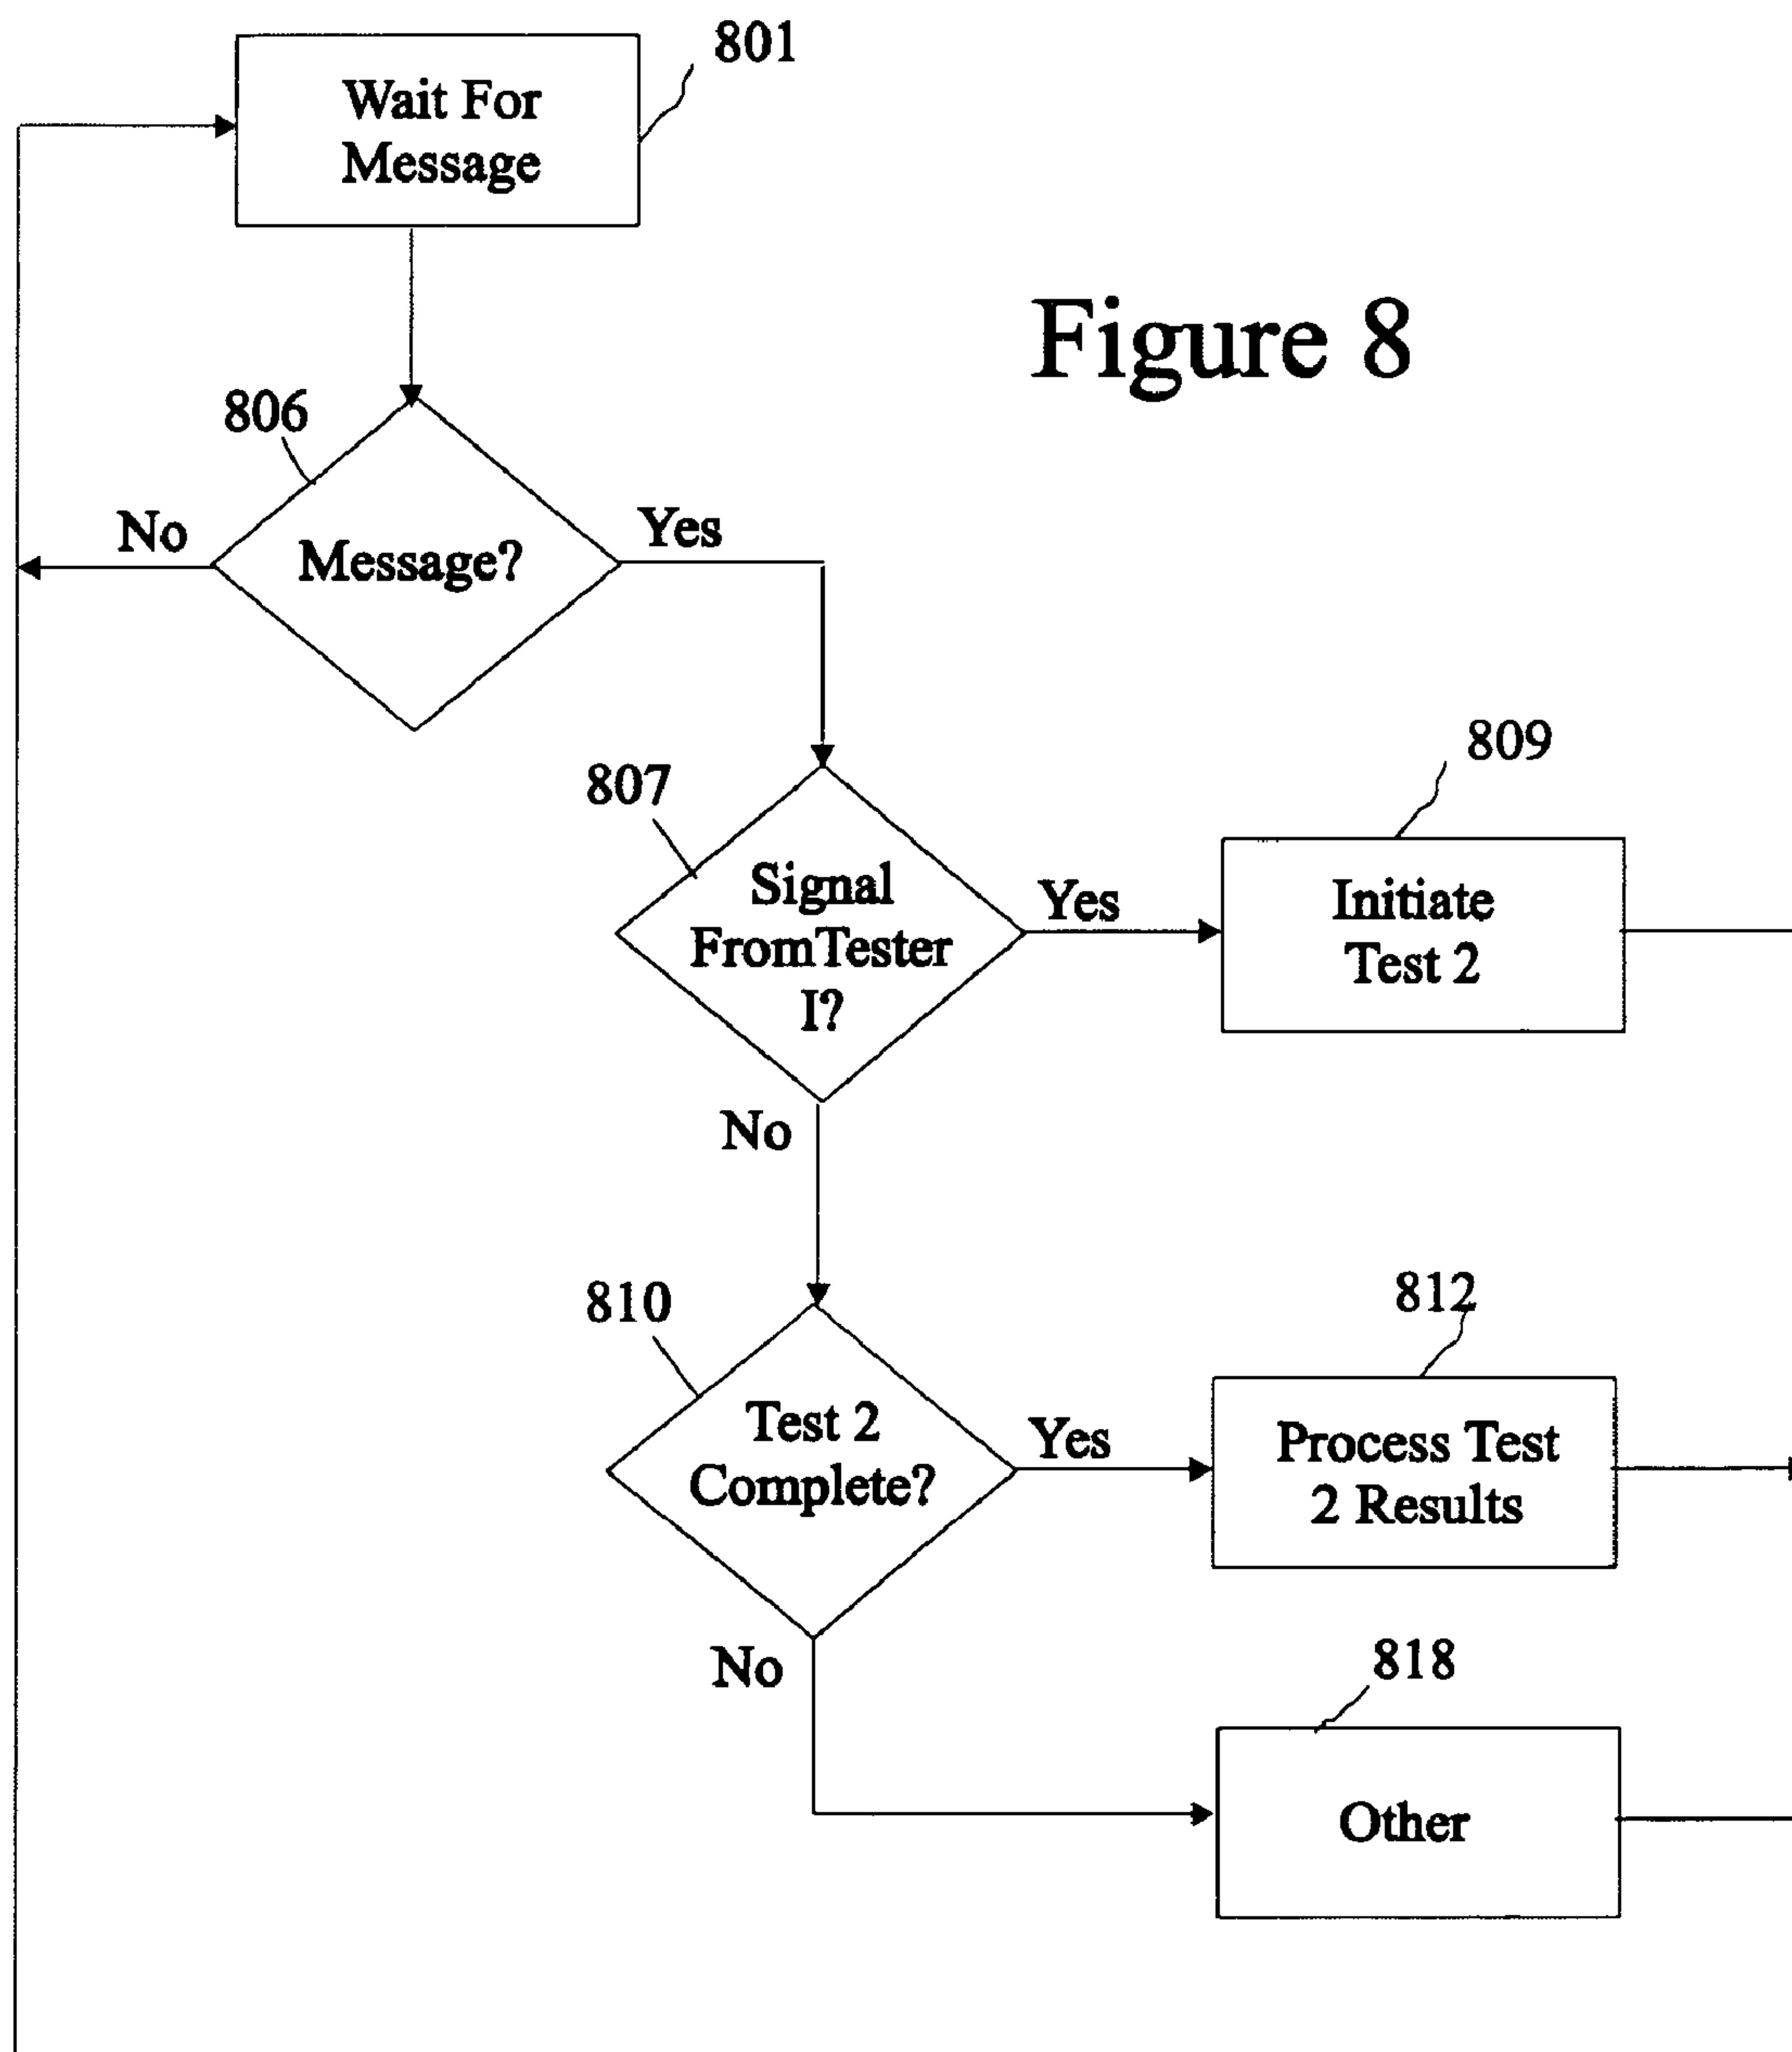 801
Wait For
Message
Figure 8
806
No
Message?
Yes
807
Signal
FromTester
I?
Yes
809
Initiate
Test 2
No
810
Test 2
Complete?
Yes
812
Process Test
2 Results
No
818
Other